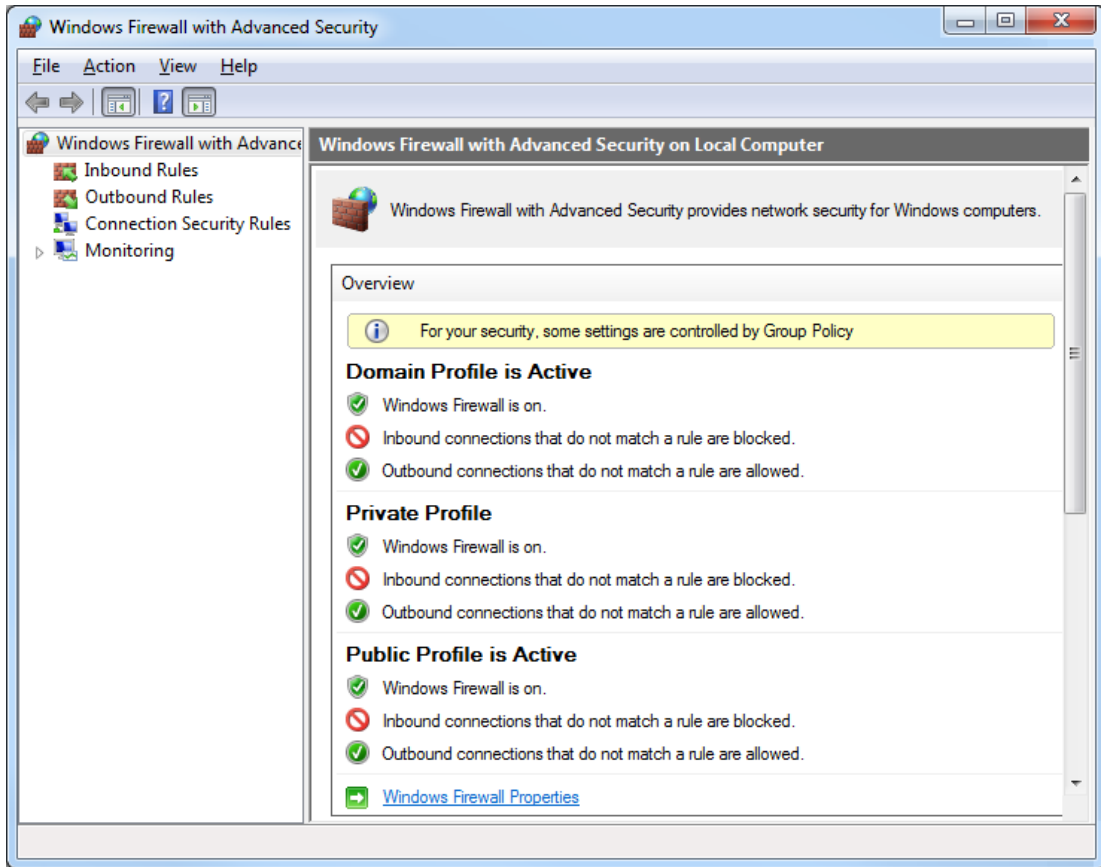 Windows Firewall with Advanced Security
File Action View Help
Windows Firewall with Advance
Inbound Rules
Outbound Rules
Connection Security Rules
Monitoring
Windows Firewall with Advanced Security on Local Computer
Windows Firewall with Advanced Security provides network security for Windows computers.
Overview
For your security, some settings are controlled by Group Policy
Domain Profile is Active
Windows Firewall is on.
Inbound connections that do not match a rule are blocked.
Outbound connections that do not match a rule are allowed.
Private Profile
Windows Firewall is on.
Inbound connections that do not match a rule are blocked.
Outbound connections that do not match a rule are allowed.
Public Profile is Active
Windows Firewall is on.
Inbound connections that do not match a rule are blocked.
Outbound connections that do not match a rule are allowed.
Windows Firewall Properties